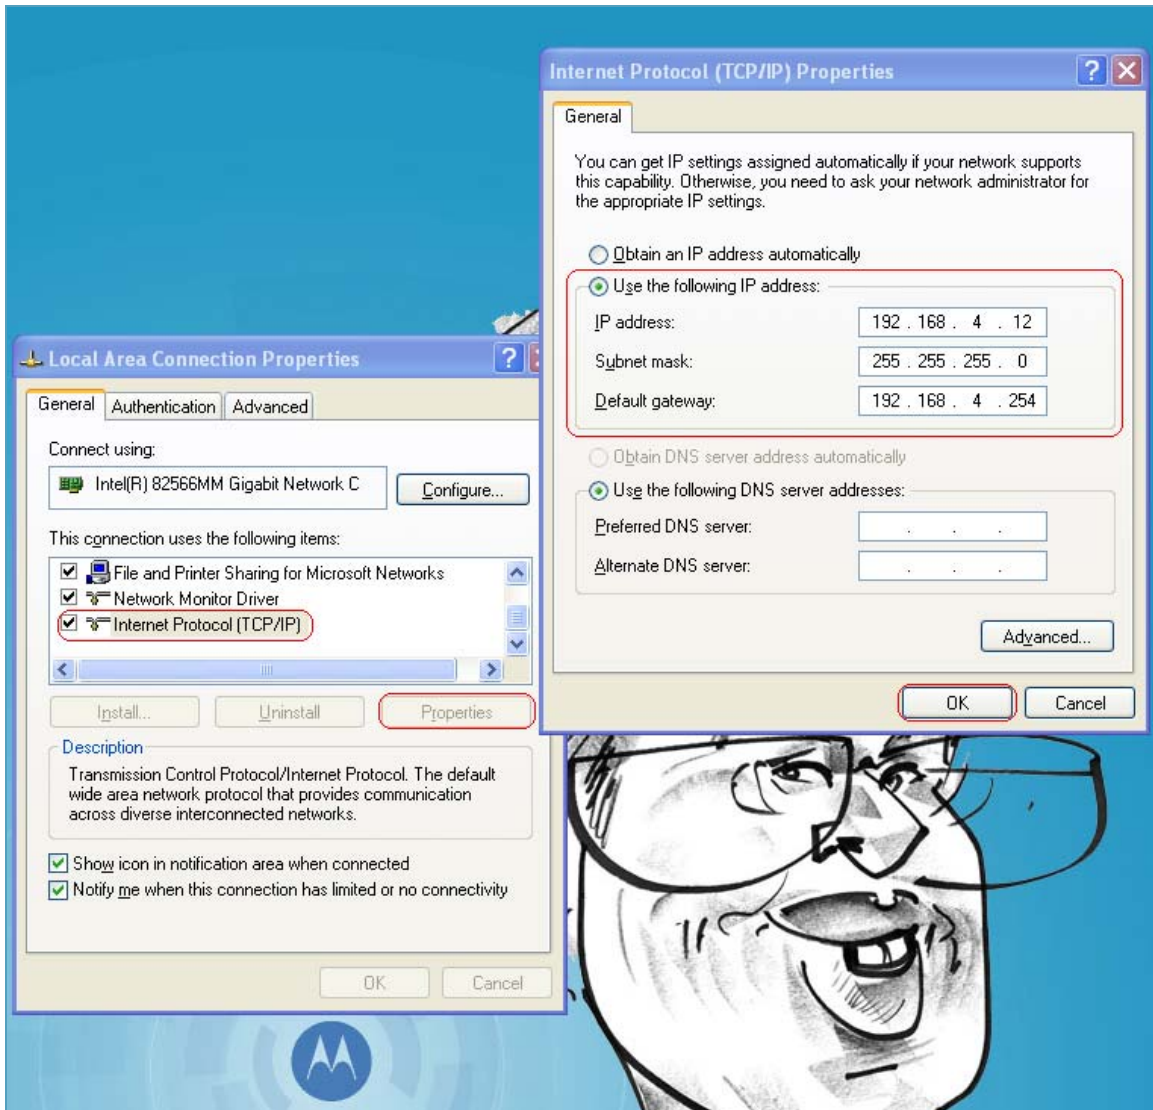 Internet Protocol (TCP/IP) Properties
General
You can get IP settings assigned automatically if your network supports
this capability. Otherwise, you need to ask your network administrator for
the appropriate IP settings.
Obtain an IP address automatically
Use the following IP address:
IP address: 192 . 168 . 4 . 12
Subnet mask: 255 . 255 . 255 . 0
Default gateway: 192 . 168 . 4 . 254
Obtain DNS server address automatically
Use the following DNS server addresses:
Preferred DNS server: . . .
Alternate DNS server: . . .
Advanced...
OK Cancel
Local Area Connection Properties
General Authentication Advanced
Connect using:
Intel(R) 82566MM Gigabit Network C Configure...
This connection uses the following items:
File and Printer Sharing for Microsoft Networks
Network Monitor Driver
Internet Protocol (TCP/IP)
Install... Uninstall Properties
Description
Transmission Control Protocol/Internet Protocol. The default
wide area network protocol that provides communication
across diverse interconnected networks.
Show icon in notification area when connected
Notify me when this connection has limited or no connectivity
OK Cancel